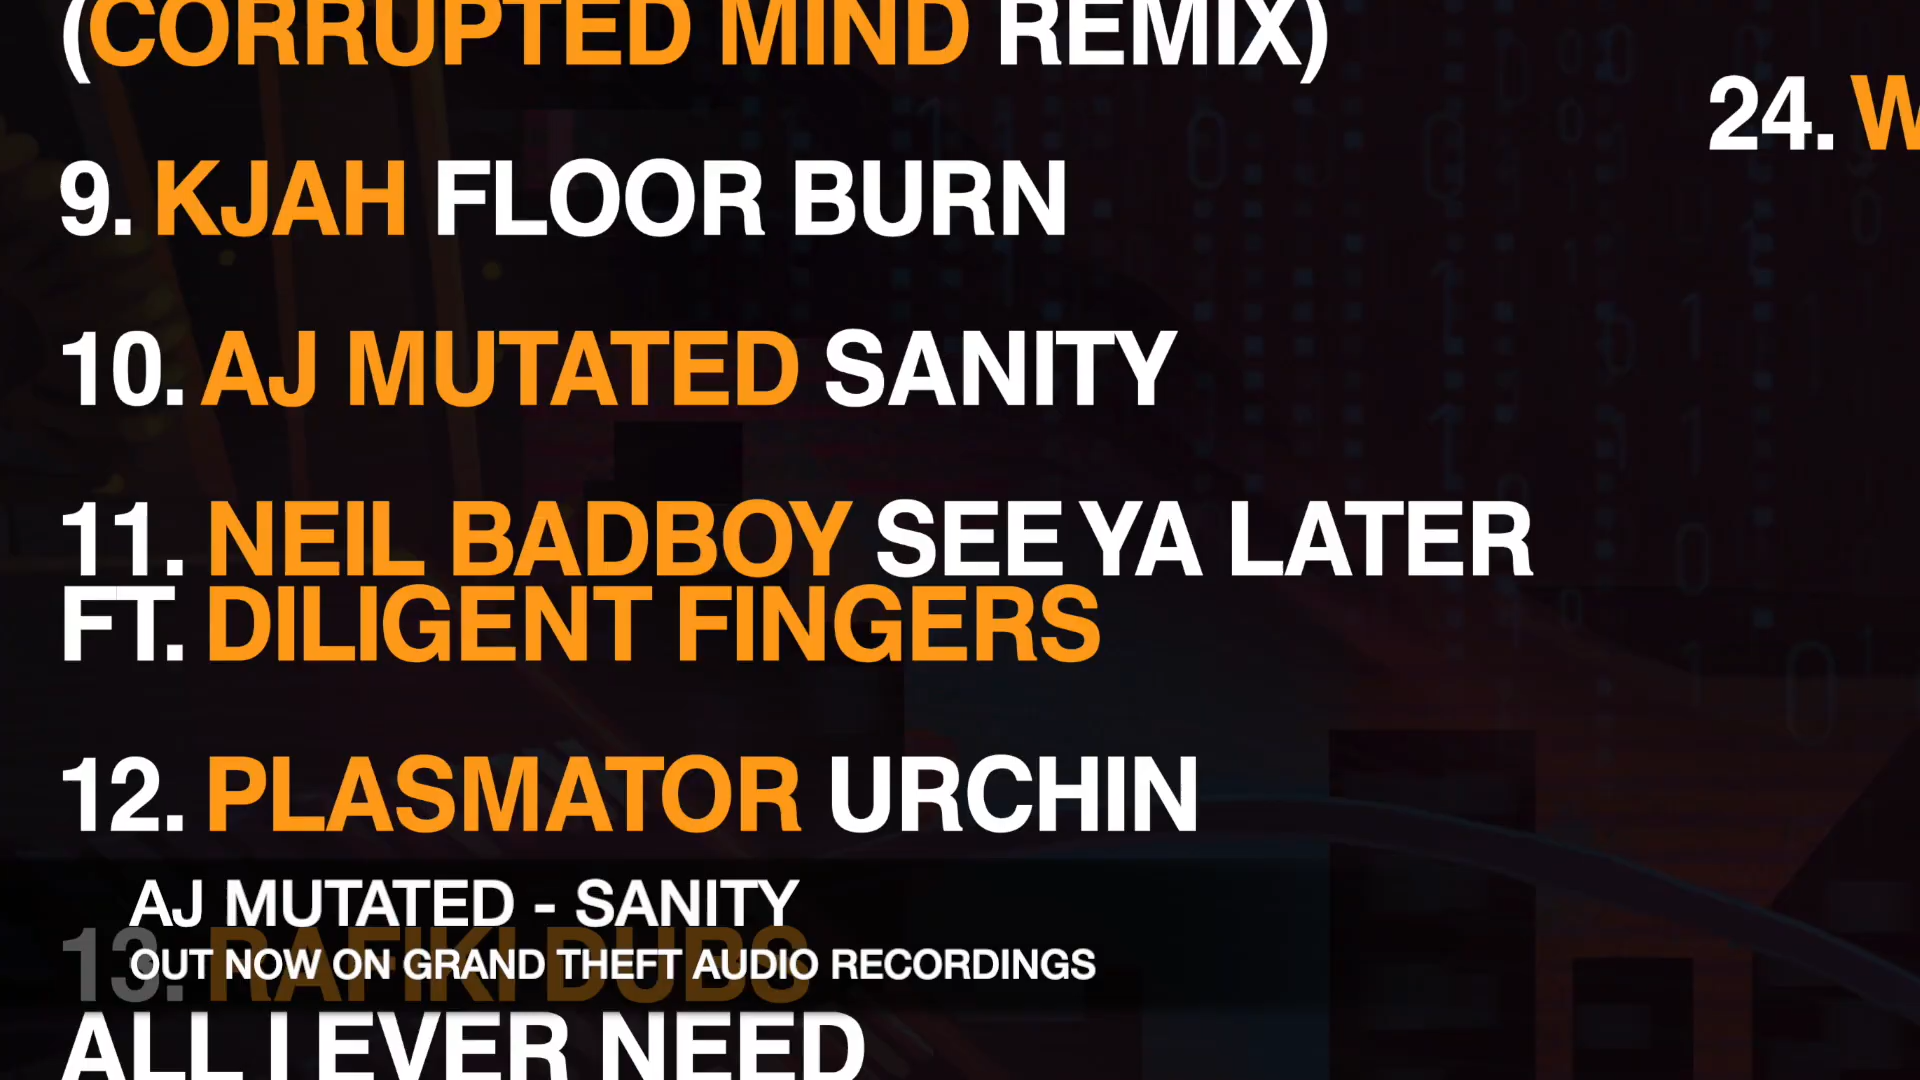 (CORRUPTED MIND REMIX)
9. KJAH FLOOR BURN
10. AJ MUTATED SANITY
11. NEIL BADBOY SEE YA LATER
FT. DILIGENT FINGERS
12. PLASMATOR URCHIN
AJ MUTATED - SANITY
13. RAFIKI DUBS
OUT NOW ON GRAND THEFT AUDIO RECORDINGS
ALL I EVER NEED
24. W